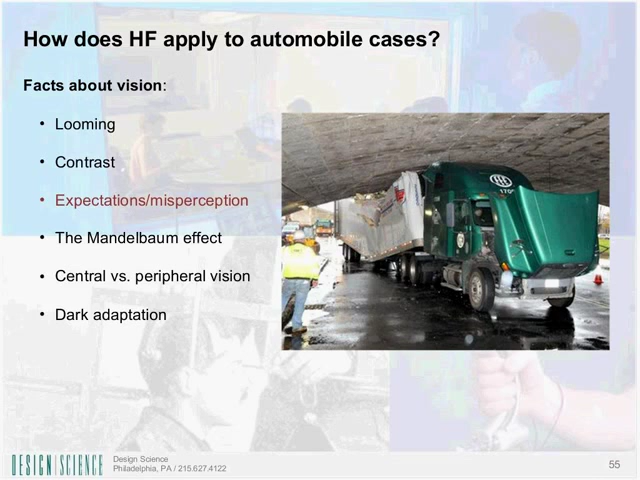 How does HF apply to automobile cases?
Facts about vision:
• Looming
• Contrast
• Expectations/misperception
• The Mandelbaum effect
• Central vs. peripheral vision
• Dark adaptation
DESIGN|SCIENCE
Design Science
Philadelphia, PA / 215.627.4122
55